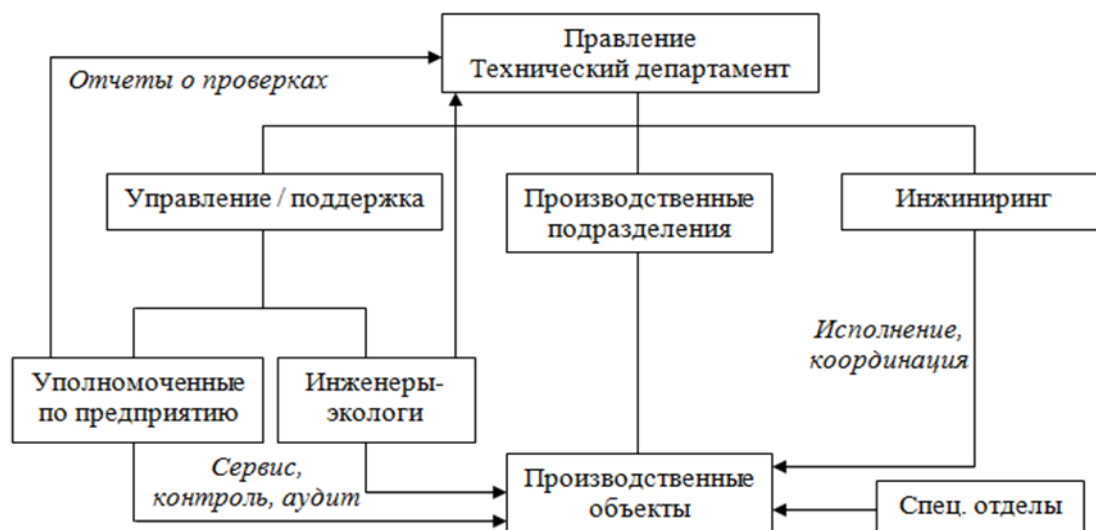 Правление
Технический департамент
Отчеты о проверках
Управление / поддержка
Производственные
подразделения
Инжиниринг
Исполнение,
координация
Уполномоченные
по предприятию
Инженеры-
экологи
Сервис,
контроль, аудит
Производственные
объекты
Спец. отделы